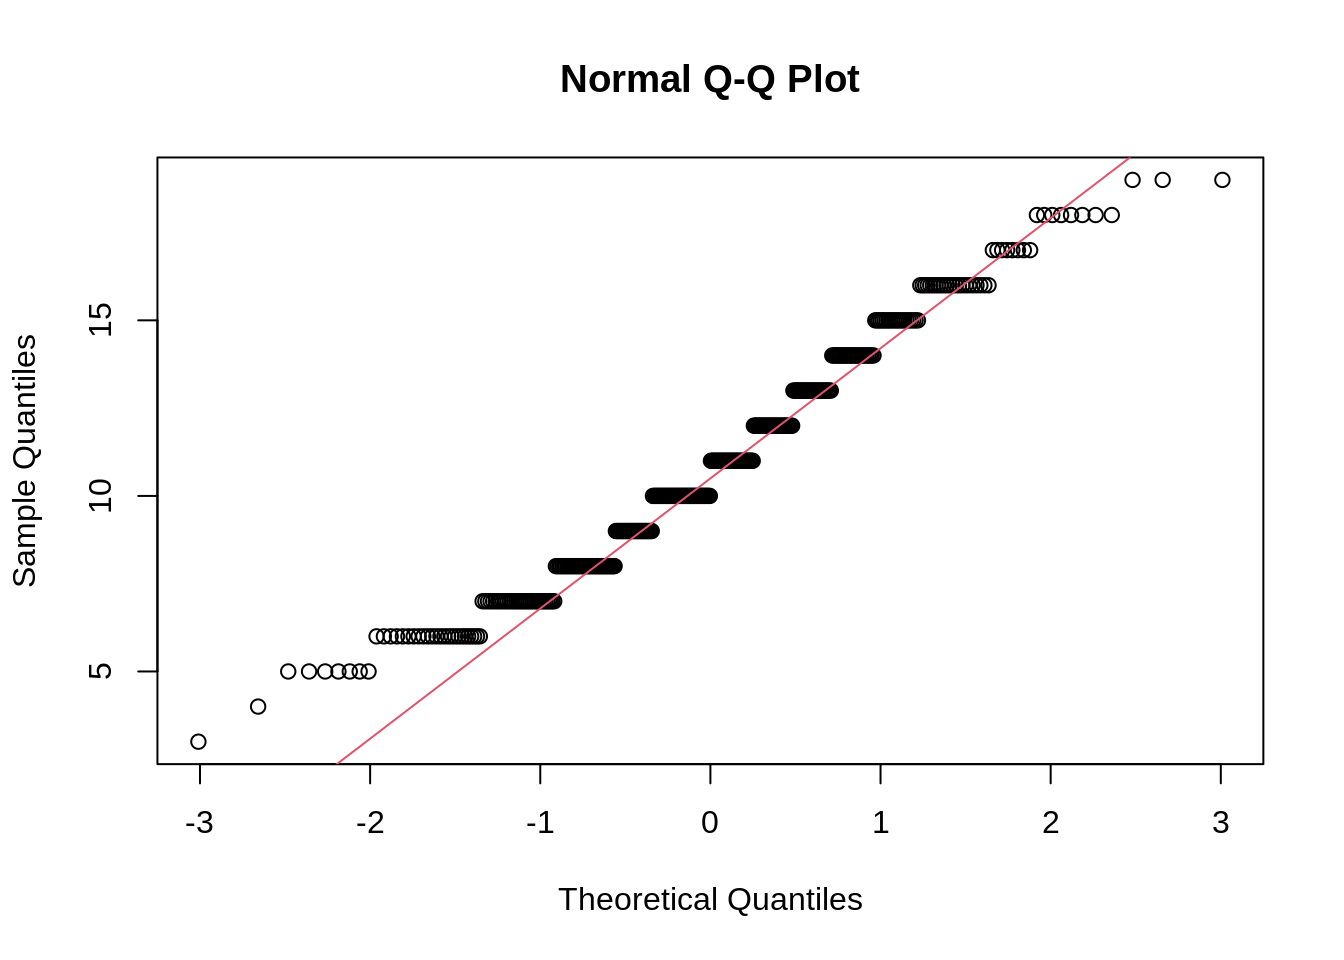 Normal Q-Q Plot
Sample Quantiles
15
10
5
-3 -2 -1 0 1 2 3
Theoretical Quantiles